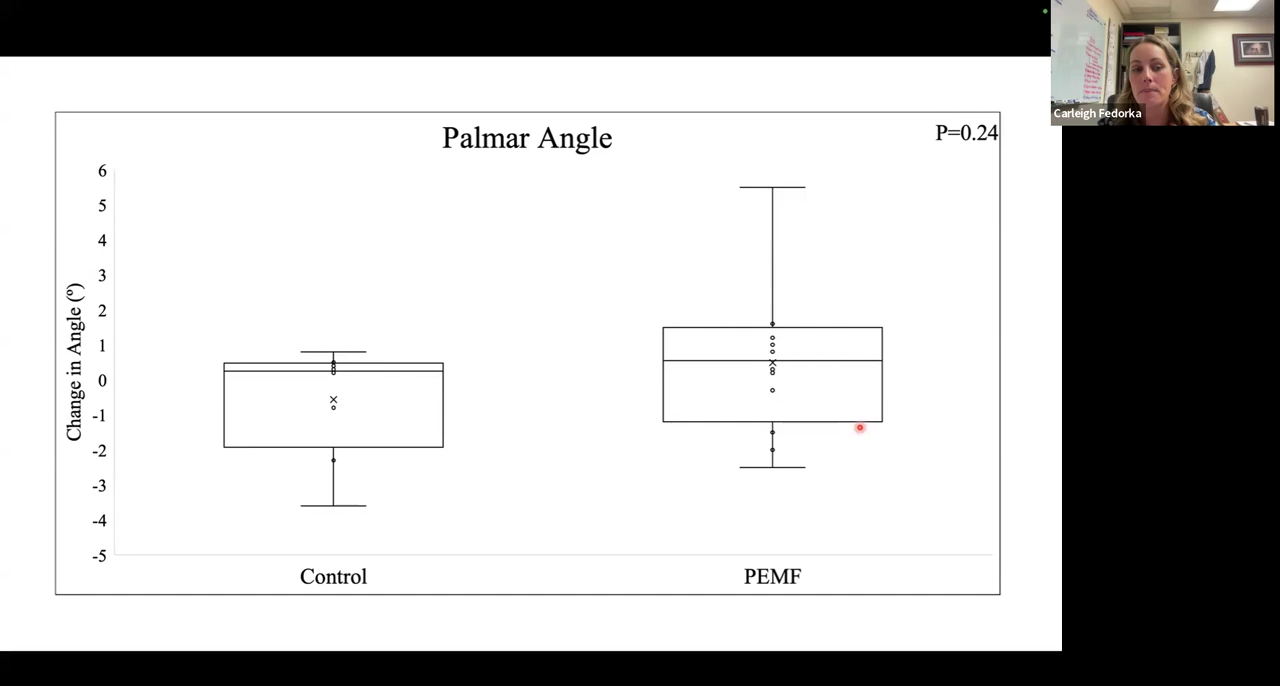 Palmar Angle
P=0.24
6
5
4
3
2
1
0
-1
-2
-3
-4
-5
Change in Angle (º)
Control
PEMF
Carleigh Fedorka